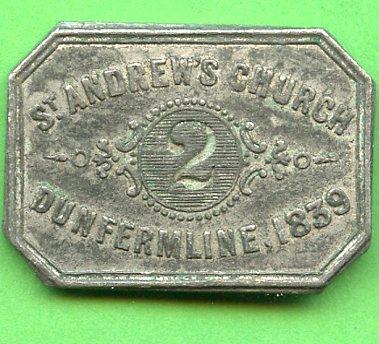 ST ANDREW'S CHURCH
2
DUNFERMLINE, 1839